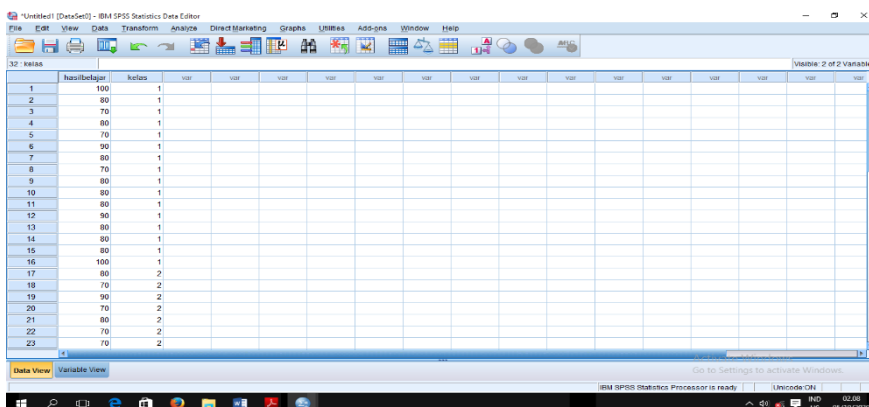 *Untitled1 [DataSet0] - IBM SPSS Statistics Data Editor
File Edit View Data Transform Analyze Direct Marketing Graphs Utilities Add-ons Window Help
32 : kelas Visible: 2 of 2 Variable
hasilbelajar kelas var var var var var var var var var var var var var
1 100 1
2 80 1
3 70 1
4 80 1
5 70 1
6 90 1
7 80 1
8 70 1
9 80 1
10 80 1
11 80 1
12 90 1
13 80 1
14 80 1
15 80 1
16 100 1
17 80 2
18 70 2
19 90 2
20 70 2
21 80 2
22 70 2
23 70 2
Data View Variable View
Go to Settings to activate Windows.
IBM SPSS Statistics Processor is ready Unicode:ON
IND 02.08